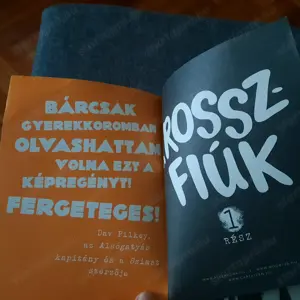 BÁRCSAK
GYEREKKOROMBAN
OLVASHATTAM
VOLNA EZT A
KÉPREGÉNYT!
FERGETEGES!
Dav Pilkey,
az Alsógatyás
kapitány és a
szerzője
ROSSZ-
FIÚK
1.
RÉSZ